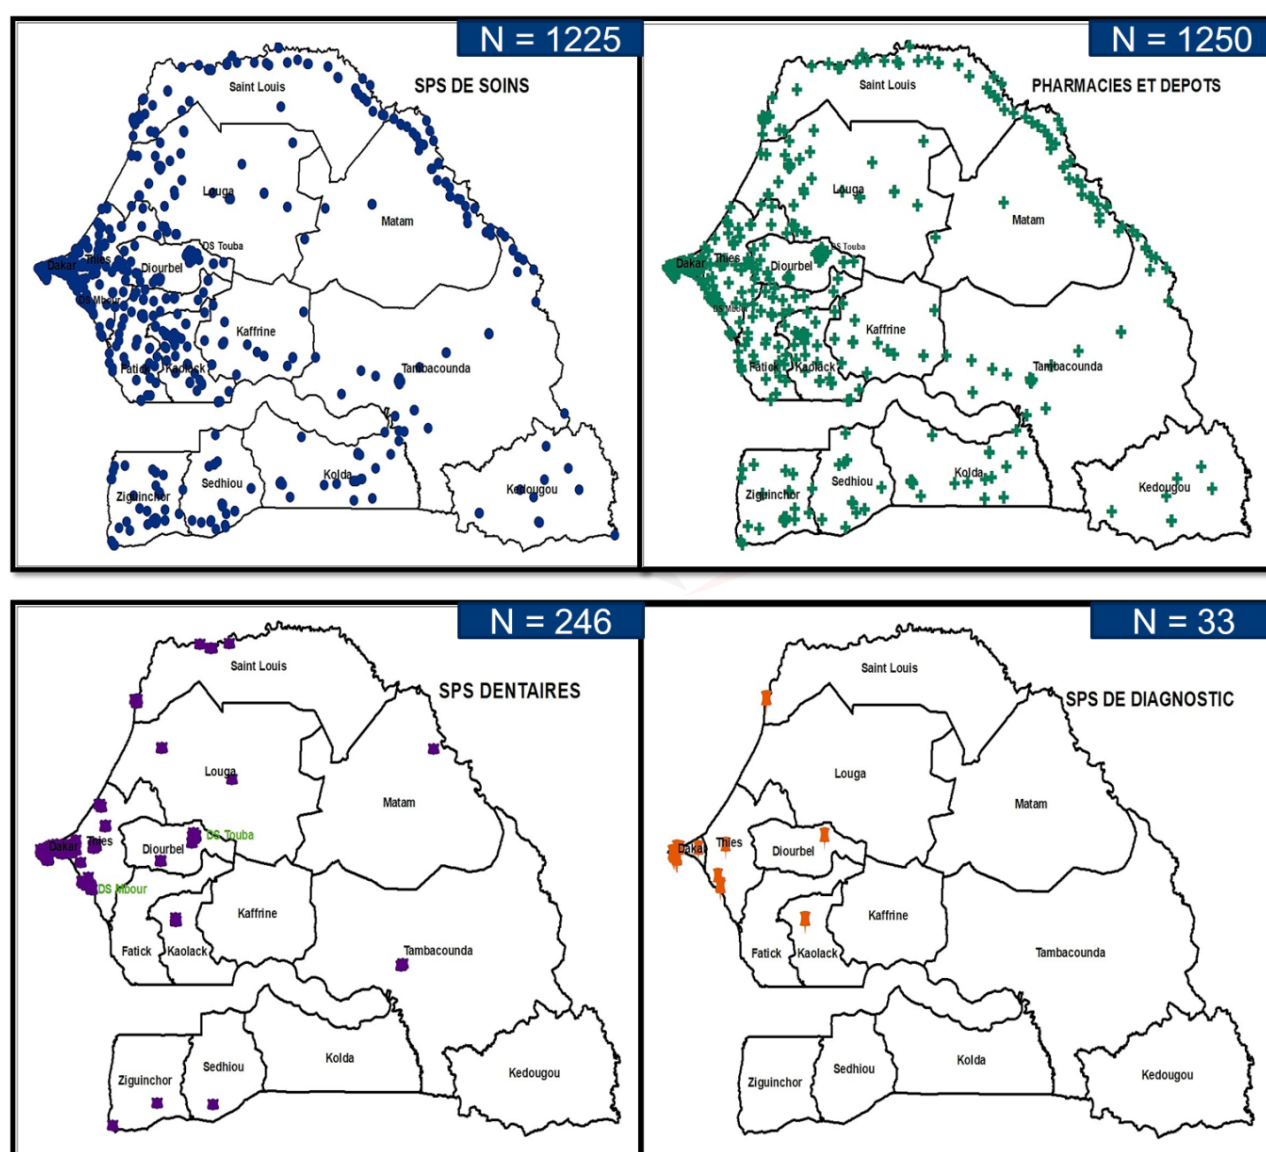 N = 1225
SPS DE SOINS
Saint Louis
Louga
Matam
DS Touba
Dakar
Thies
Diourbel
DS Mbour
Kaffrine
Fatick
Kaolack
Tambacounda
Ziguinchor
Sedhiou
Kolda
Kedougou
N = 1250
PHARMACIES ET DEPOTS
Saint Louis
Louga
Matam
DS Touba
Dakar
Thies
Diourbel
DS Mbour
Kaffrine
Fatick
Kaolack
Tambacounda
Ziguinchor
Sedhiou
Kolda
Kedougou
N = 246
SPS DENTAIRES
Saint Louis
Louga
Matam
DS Touba
Dakar
Thies
Diourbel
DS Mbour
Kaffrine
Fatick
Kaolack
Tambacounda
Ziguinchor
Sedhiou
Kolda
Kedougou
N = 33
SPS DE DIAGNOSTIC
Saint Louis
Louga
Matam
Dakar
Thies
Diourbel
Kaffrine
Fatick
Kaolack
Tambacounda
Ziguinchor
Sedhiou
Kolda
Kedougou